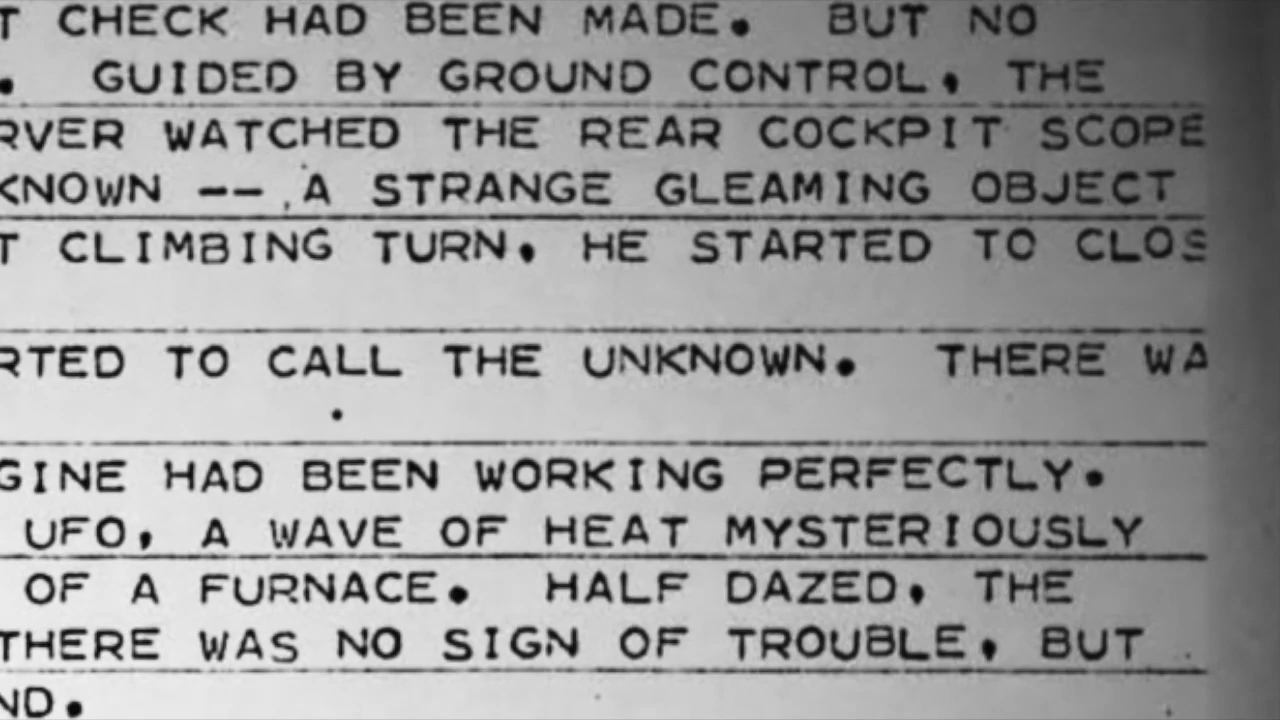 T CHECK HAD BEEN MADE. BUT NO
. GUIDED BY GROUND CONTROL, THE
RVER WATCHED THE REAR COCKPIT SCOPE
KNOWN -- A STRANGE GLEAMING OBJECT
T CLIMBING TURN, HE STARTED TO CLOS
RTED TO CALL THE UNKNOWN. THERE WA
GINE HAD BEEN WORKING PERFECTLY.
UFO, A WAVE OF HEAT MYSTERIOUSLY
OF A FURNACE. HALF DAZED, THE
THERE WAS NO SIGN OF TROUBLE, BUT
ND.